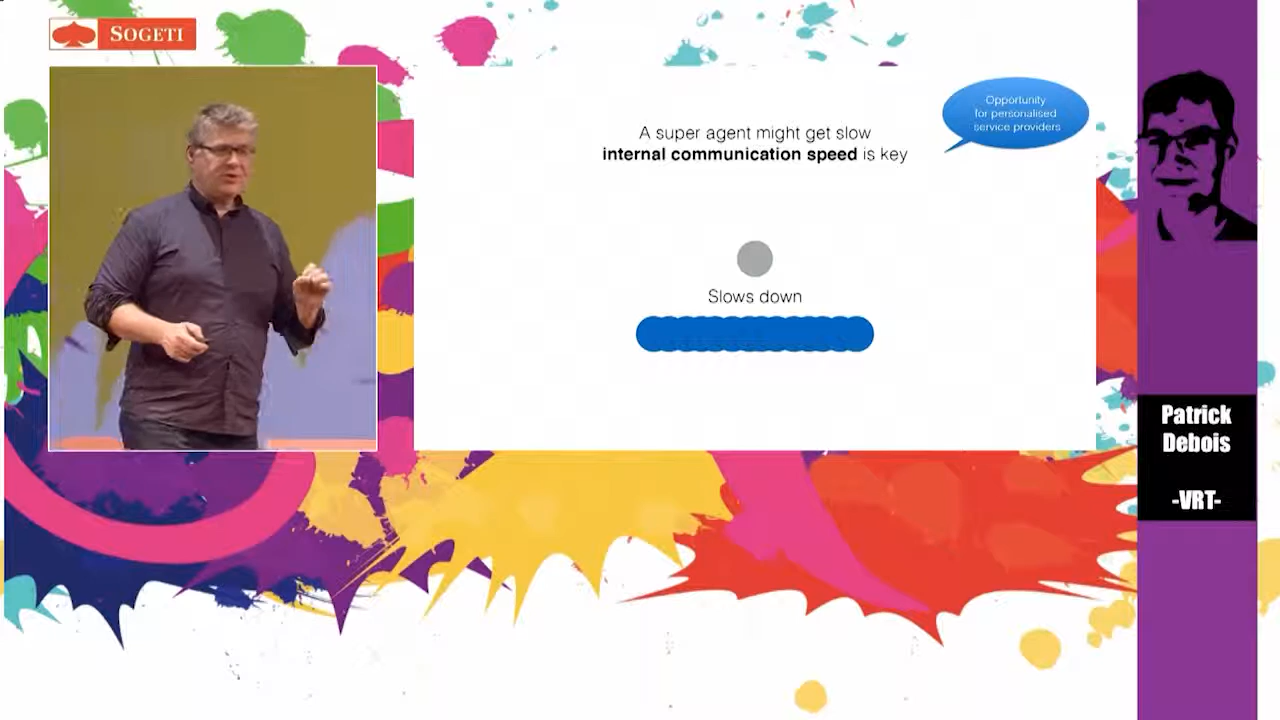 SOGETI
A super agent might get slow
internal communication speed is key
Opportunity
for personalised
service providers
Slows down
Patrick
Debois
-VRT-